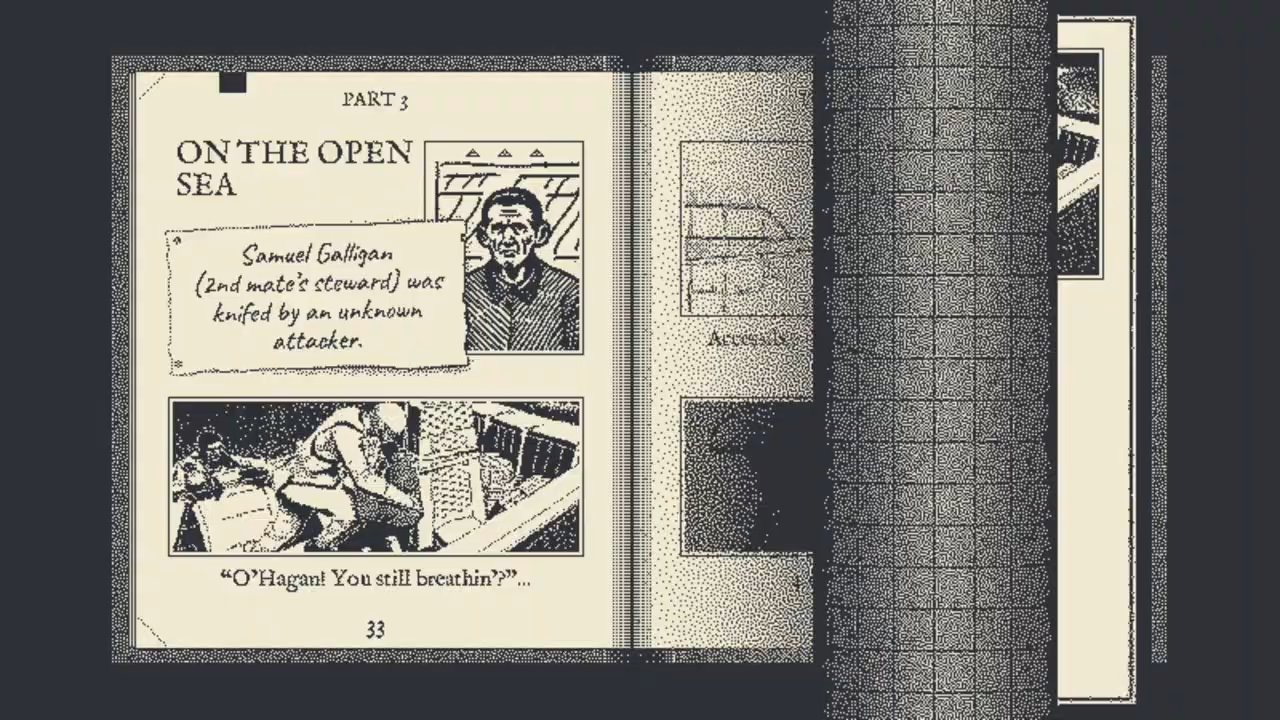 PART 3
ON THE OPEN
SEA
Samuel Galligan
(2nd mate's steward) was
knifed by an unknown
attacker.
“O'Hagan! You still breathin'?”...
33